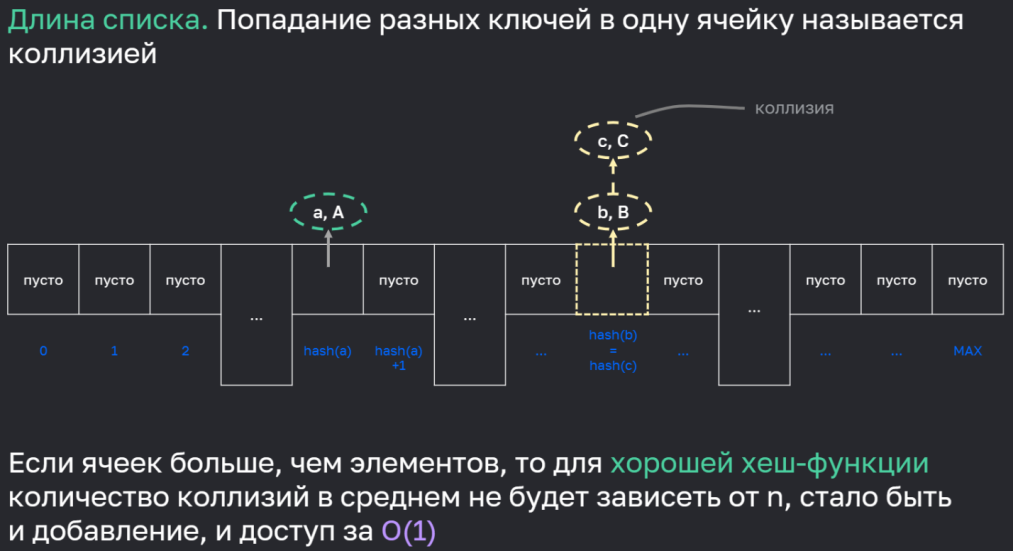 Длина списка. Попадание разных ключей в одну ячейку называется
коллизией
коллизия
c, C
a, A
b, B
пусто пусто пусто ... пусто ... пусто пусто ... пусто пусто пусто
0 1 2 hash(a) hash(a)
+1
... hash(b)
=
hash(c)
... ... ... MAX
Если ячеек больше, чем элементов, то для хорошей хеш-функции
количество коллизий в среднем не будет зависеть от n, стало быть
и добавление, и доступ за O(1)